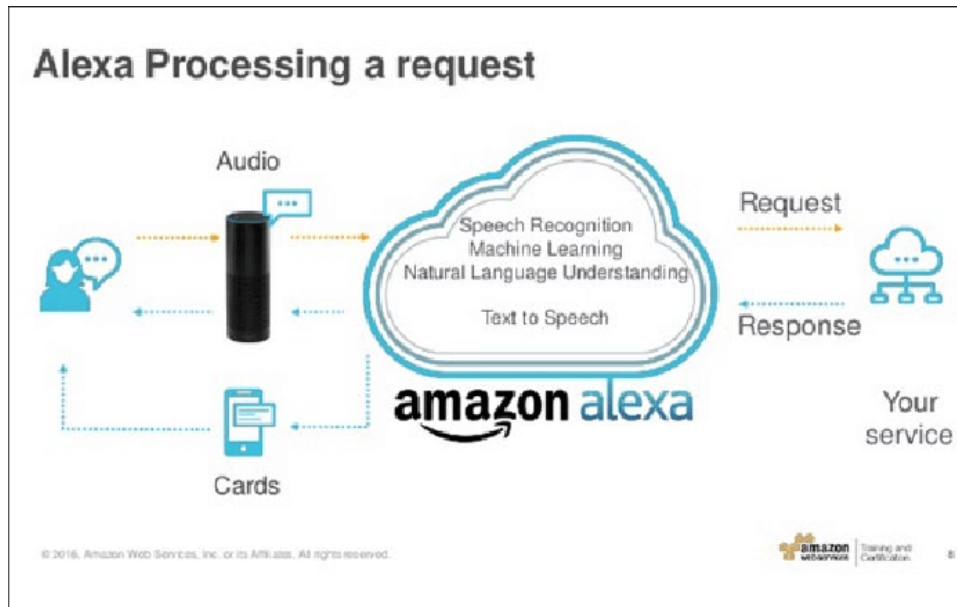 Alexa Processing a request
Audio
Speech Recognition
Machine Learning
Natural Language Understanding
Text to Speech
Request
Response
amazon alexa
Your
service
Cards
© 2016, Amazon Web Services, Inc. or its Affiliates. All rights reserved.
amazon
webservices
Training and
Certification